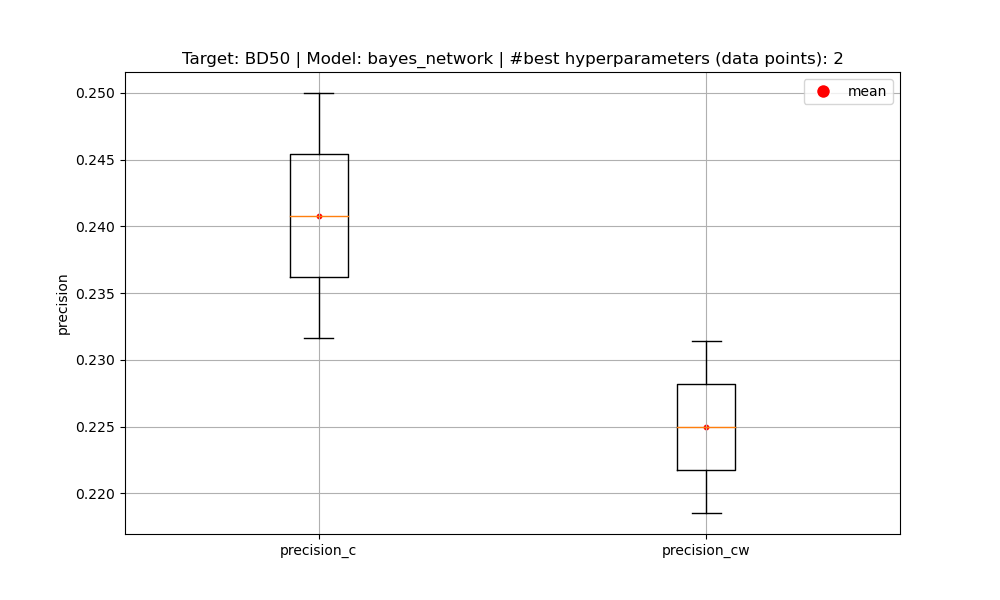 Target: BD50 | Model: bayes_network | #best hyperparameters (data points): 2
mean
0.250
0.245
0.240
0.235
0.230
0.225
0.220
precision
precision_c
precision_cw